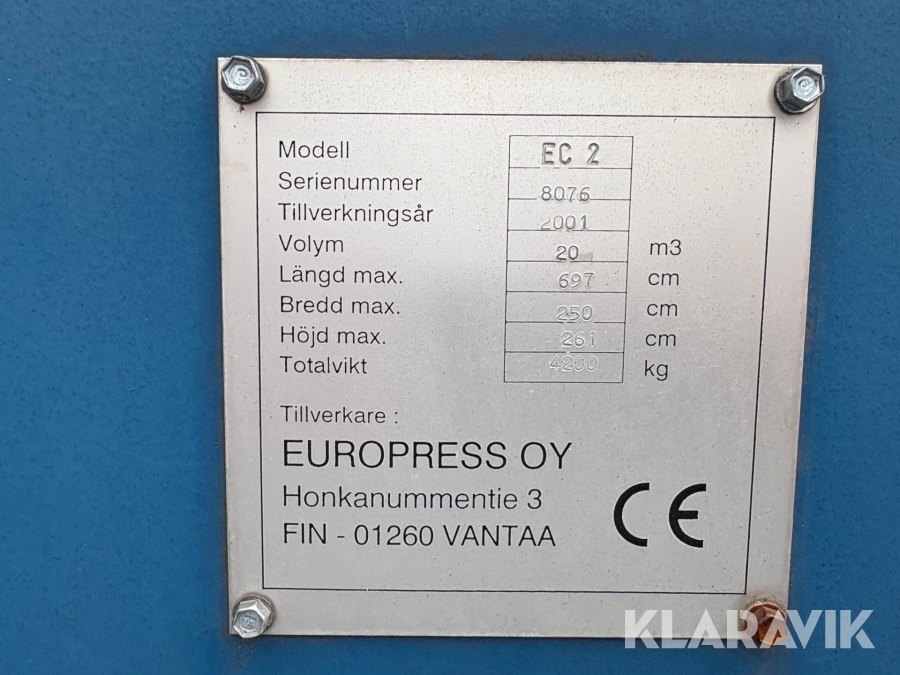 KLARAVIK
Modell EC 2
Serienummer 8076
Tillverkningsår 2001
Volym 20 m3
Längd max. 697 cm
Bredd max. 250 cm
Höjd max. 261 cm
Totalvikt 4200 kg
Tillverkare :
EUROPRESS OY
Honkanummentie 3
FIN - 01260 VANTAA
CE
KLARAVIK